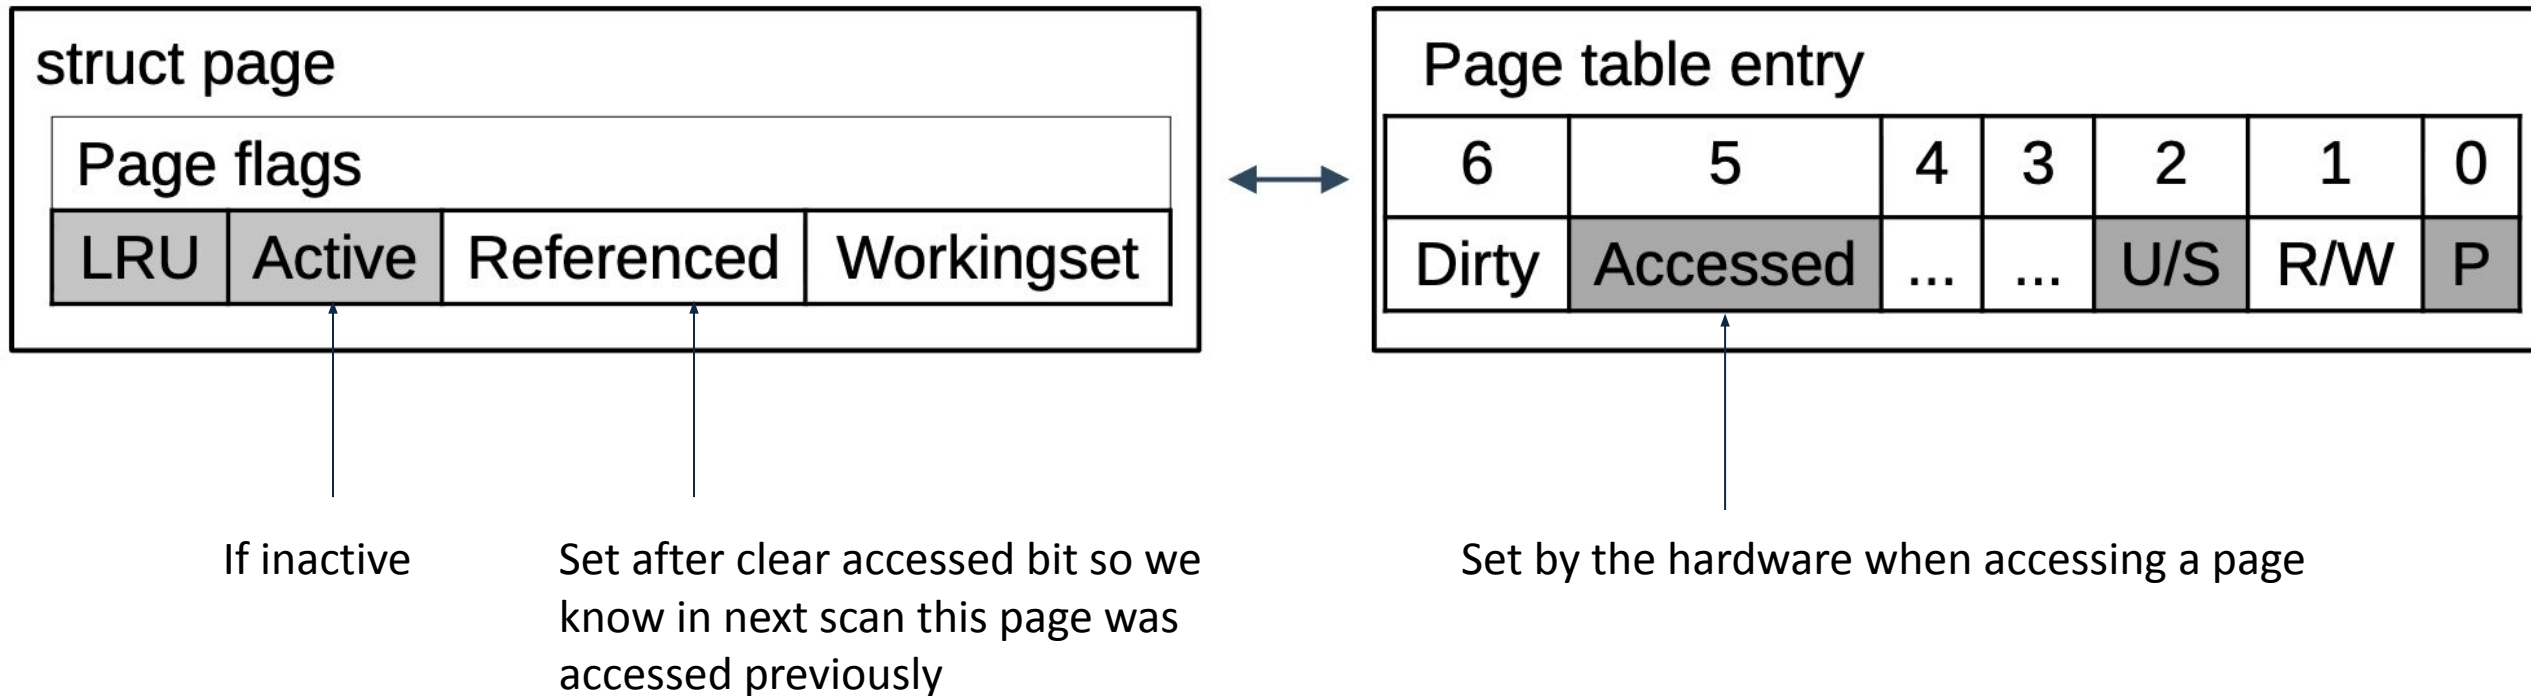 struct page
Page flags
LRU Active Referenced Workingset
Page table entry
6 5 4 3 2 1 0
Dirty Accessed ... ... U/S R/W P
If inactive
Set after clear accessed bit so we
know in next scan this page was
accessed previously
Set by the hardware when accessing a page